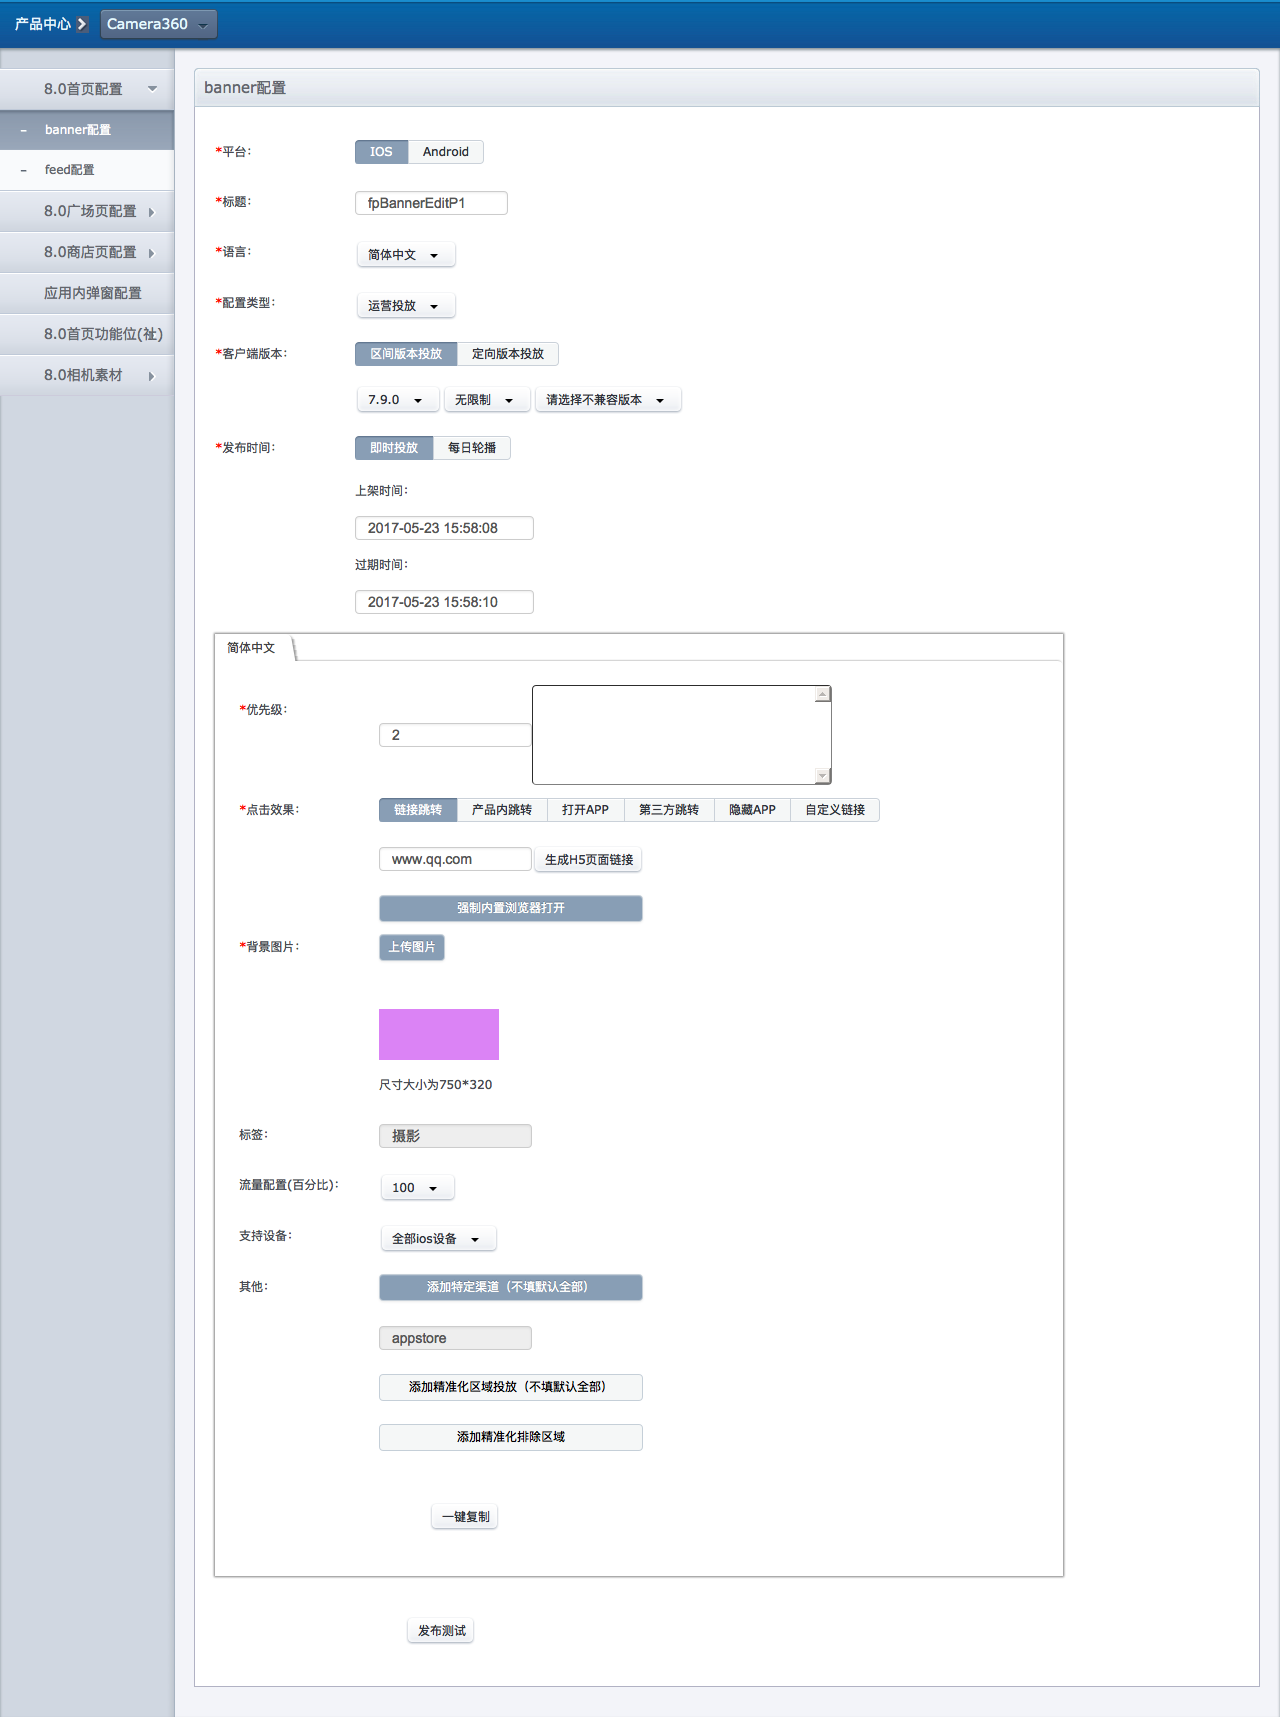 产品中心
Camera360
8.0首页配置
- banner配置
- feed配置
8.0广场页配置
8.0商店页配置
应用内弹窗配置
8.0首页功能位(祉)
8.0相机素材
banner配置
*平台:
IOS Android
*标题:
fpBannerEditP1
*语言:
简体中文
*配置类型:
运营投放
*客户端版本:
区间版本投放 定向版本投放
7.9.0 无限制 请选择不兼容版本
*发布时间:
即时投放 每日轮播
上架时间:
2017-05-23 15:58:08
过期时间:
2017-05-23 15:58:10
简体中文
*优先级:
2
*点击效果:
链接跳转 产品内跳转 打开APP 第三方跳转 隐藏APP 自定义链接
www.qq.com 生成H5页面链接
强制内置浏览器打开
*背景图片:
上传图片
尺寸大小为750*320
标签:
摄影
流量配置(百分比):
100
支持设备:
全部ios设备
其他:
添加特定渠道（不填默认全部）
appstore
添加精准化区域投放（不填默认全部）
添加精准化排除区域
一键复制
发布测试